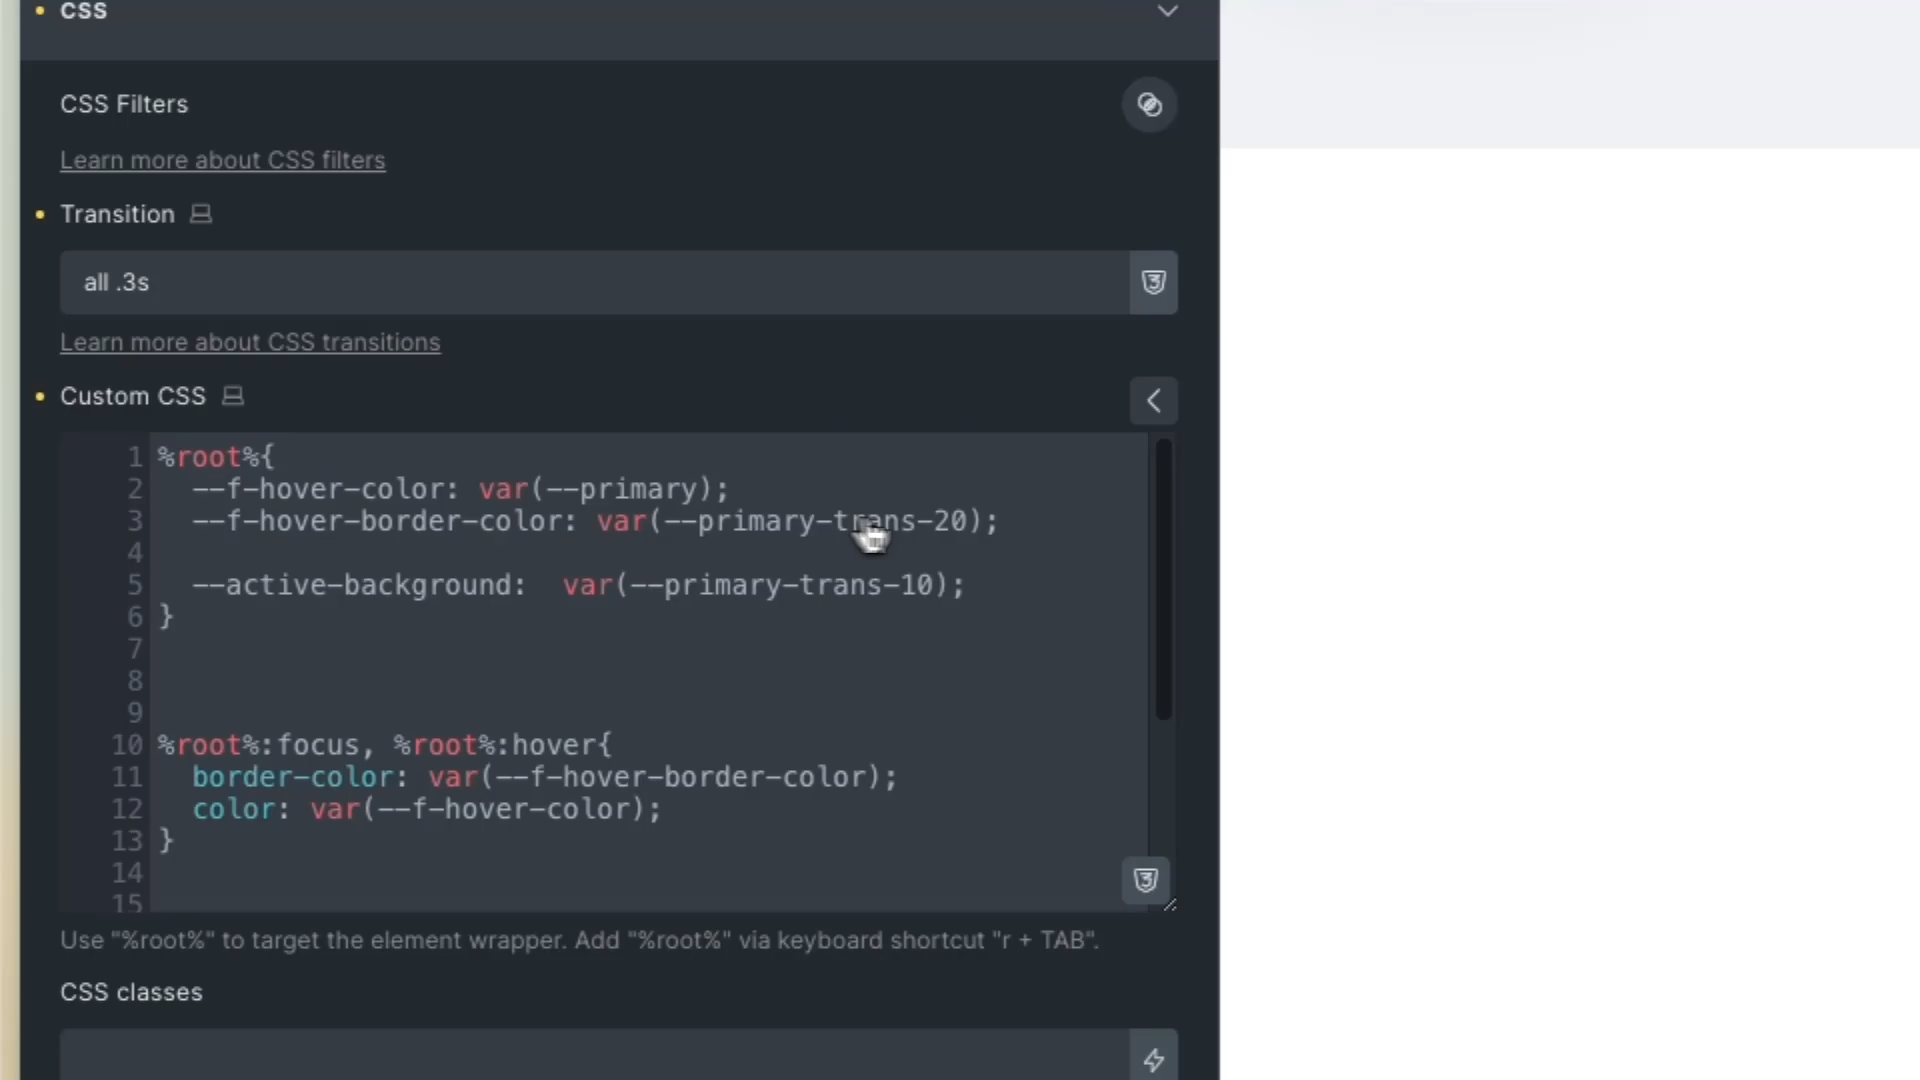 CSS
CSS Filters
Learn more about CSS filters
Transition
all .3s
Learn more about CSS transitions
Custom CSS
1 %root%{
2 --f-hover-color: var(--primary);
3 --f-hover-border-color: var(--primary-trans-20);
4
5 --active-background:  var(--primary-trans-10);
6 }
7
8
9
10 %root%:focus, %root%:hover{
11 border-color: var(--f-hover-border-color);
12 color: var(--f-hover-color);
13 }
14
15
Use "%root%" to target the element wrapper. Add "%root%" via keyboard shortcut "r + TAB".
CSS classes